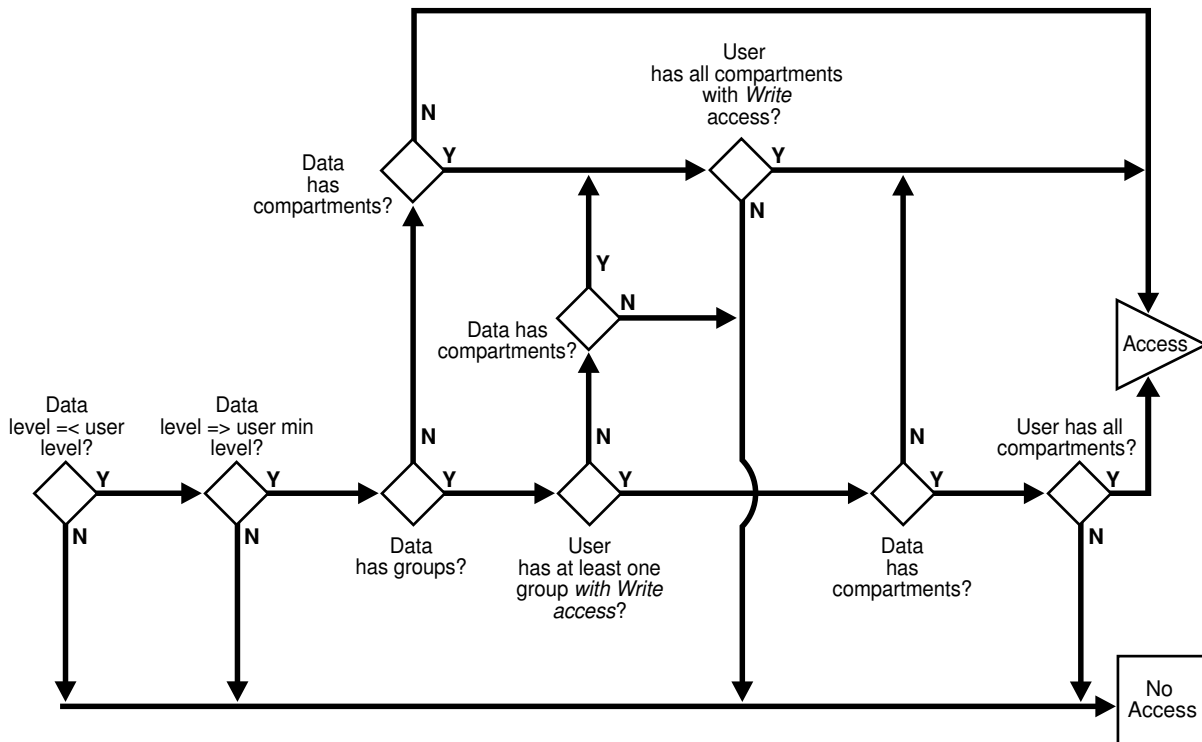 User
has all compartments
with Write
access?
N
Y
Y
Data
has
compartments?
N
Y
N
Data has
compartments?
Access
Data
level =< user
level?
Data
level => user min
level?
User has all
compartments?
N
N
N
Y
Y
Y
Y
Y
Y
N
N
N
Data
has groups?
User
has at least one
group with Write
access?
Data
has
compartments?
No
Access